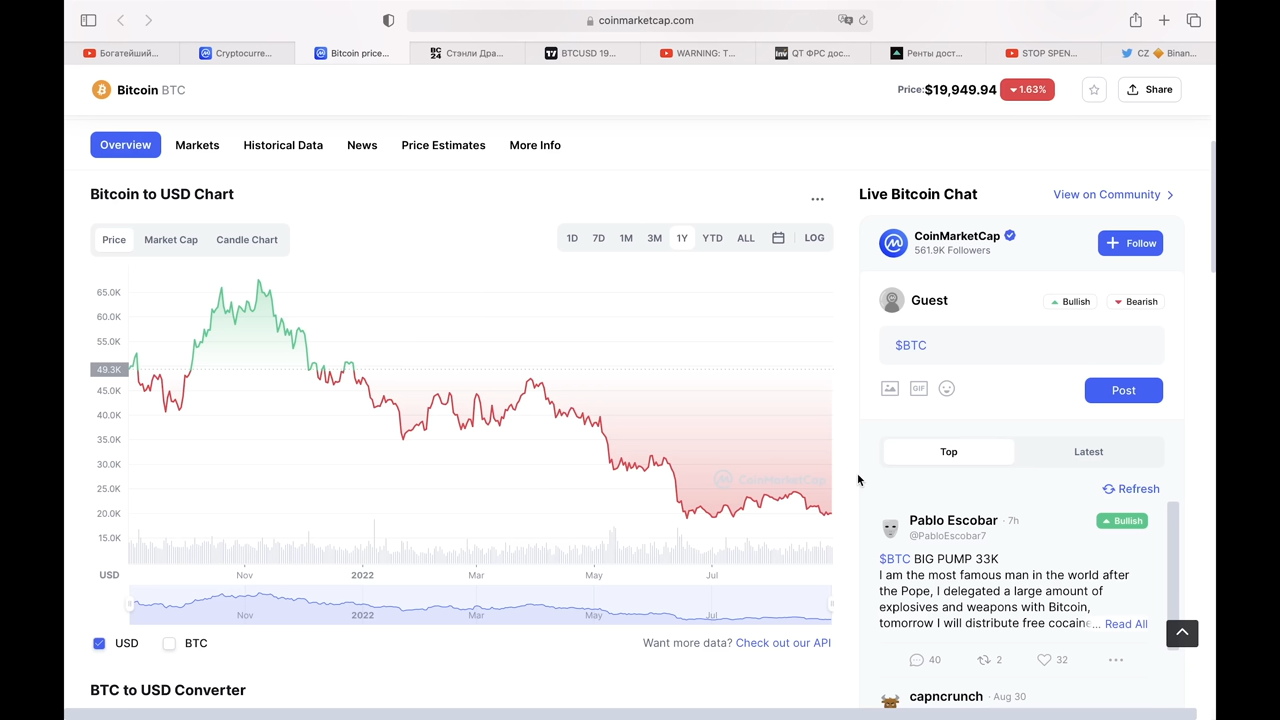 coinmarketcap.com
Богатейший...
Cryptocurre...
Bitcoin price...
BC 24 Стэнли Дра...
BTCUSD 19...
WARNING: T...
Inv QT ФРС дос...
Ренты дост...
STOP SPEN...
CZ 🔶 Binan...
Bitcoin BTC
Price: $19,949.94 1.63%
Share
Overview
Markets
Historical Data
News
Price Estimates
More Info
Bitcoin to USD Chart
Price
Market Cap
Candle Chart
1D
7D
1M
3M
1Y
YTD
ALL
LOG
65.0K
60.0K
55.0K
49.3K
45.0K
40.0K
35.0K
30.0K
25.0K
20.0K
15.0K
CoinMarketCap
USD
Nov
2022
Mar
May
Jul
Nov
2022
Mar
May
Jul
USD
BTC
Want more data? Check out our API
BTC to USD Converter
Live Bitcoin Chat
View on Community
CoinMarketCap
561.9K Followers
Follow
Guest
Bullish
Bearish
$BTC
GIF
Post
Top
Latest
Refresh
Pablo Escobar · 7h
Bullish
@PabloEscobar7
$BTC BIG PUMP 33K
I am the most famous man in the world after
the Pope, I delegated a large amount of
explosives and weapons with Bitcoin,
tomorrow I will distribute free cocaine... Read All
40
2
32
capncrunch · Aug 30